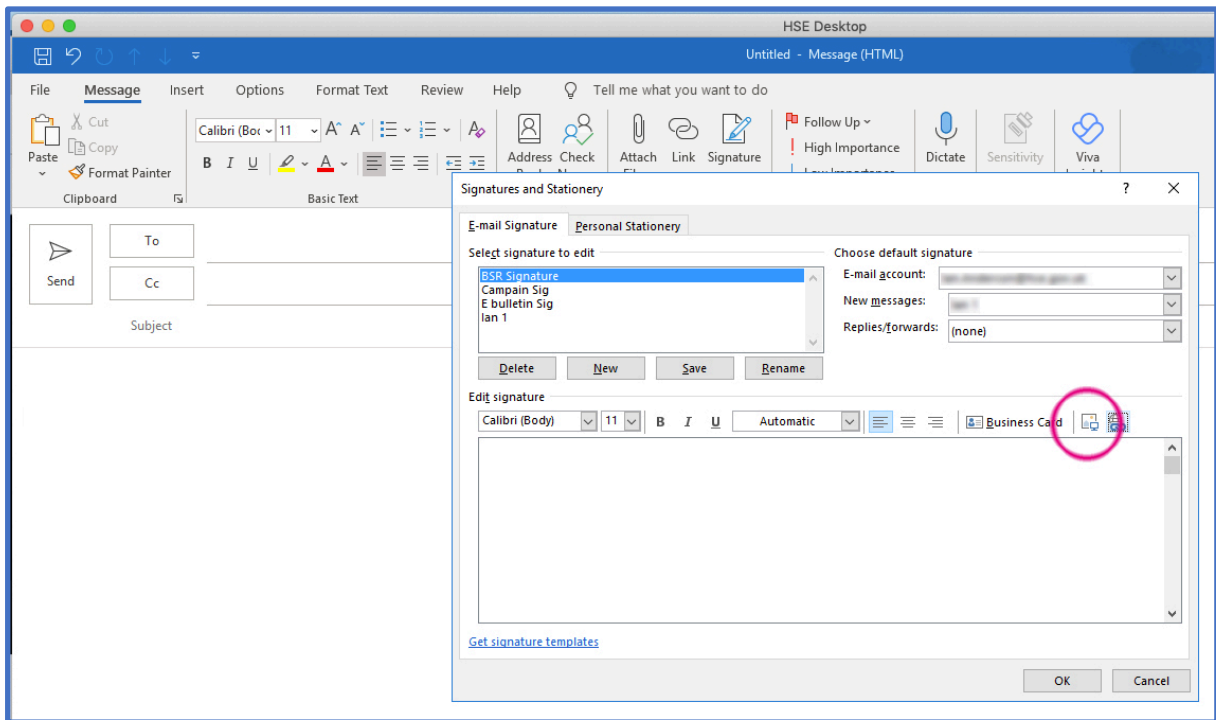 HSE Desktop
Untitled - Message (HTML)
File Message Insert Options Format Text Review Help Tell me what you want to do
Paste
Cut
Copy
Format Painter
Clipboard
Calibri (Boc 11
B I U
Basic Text
Address Check
Attach Link Signature
Follow Up
High Importance
Dictate
Sensitivity
Viva
Send
To
Cc
Subject
Signatures and Stationery ? X
E-mail Signature Personal Stationery
Select signature to edit
BSR Signature
Campain Sig
E bulletin Sig
Ian 1
Delete New Save Rename
Choose default signature
E-mail account:
New messages:
Replies/forwards: (none)
Edit signature
Calibri (Body) 11 B I U Automatic Business Card
Get signature templates
OK Cancel